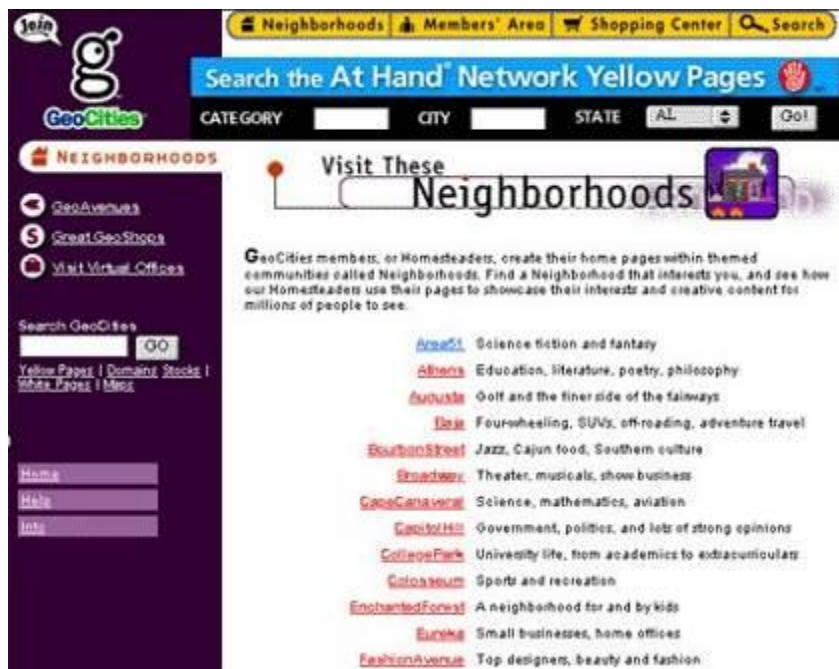 Join
GeoCities
Neighborhoods Members' Area Shopping Center Search
Search the At Hand® Network Yellow Pages
CATEGORY CITY STATE AL Go!
NEIGHBORHOODS
GeoAvenues
Great GeoShops
Visit Virtual Offices
Search GeoCities
GO
Yellow Pages | Domains Stocks |
White Pages | Maps
Home
Help
Info
Visit These
Neighborhoods
GeoCities members, or Homesteaders, create their home pages within themed
communities called Neighborhoods. Find a Neighborhood that interests you, and see how
our Homesteaders use their pages to showcase their interests and creative content for
millions of people to see.
Area51 Science fiction and fantasy
Athens Education, literature, poetry, philosophy
Augusta Golf and the finer side of the fairways
Baja Four-wheeling, SUVs, off-roading, adventure travel
BourbonStreet Jazz, Cajun food, Southern culture
Broadway Theater, musicals, show business
CapeCanaveral Science, mathematics, aviation
CapitolHill Government, politics, and lots of strong opinions
CollegePark University life, from academics to extracurriculars
Colosseum Sports and recreation
EnchantedForest A neighborhood for and by kids
Eureka Small businesses, home offices
FashionAvenue Top designers, beauty and fashion